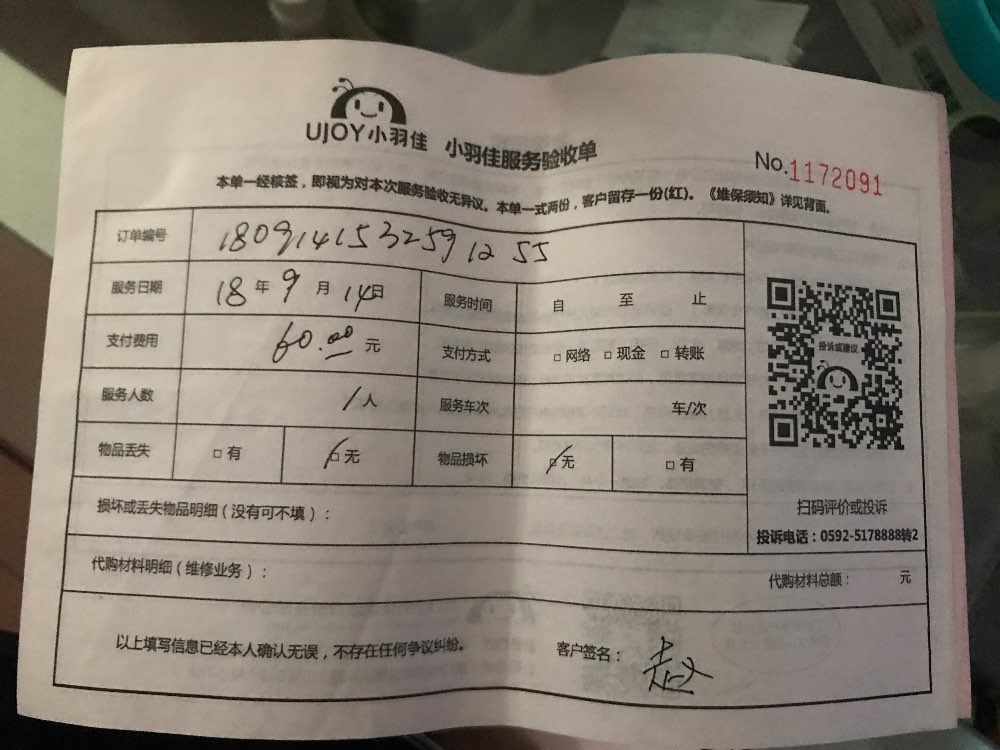 UJOY小羽佳 小羽佳服务验收单
No.1172091
本单一经核签，即视为对本次服务验收无异议。本单一式两份，客户留存一份(红)。《维保须知》详见背面。
订单编号 18091415325912 55
服务日期 18 年 9 月 14日 服务时间 自 至 止
支付费用 60.00 元 支付方式 □ 网络 □ 现金 □ 转账
投诉或建议
服务人数 1人 服务车次 车/次
物品丢失 □ 有 □ 无 物品损坏 □ 无 □ 有
损坏或丢失物品明细（没有可不填）：
扫码评价或投诉
投诉电话：0592-5178888转2
代购材料明细（维修业务）： 代购材料总额： 元
以上填写信息已经本人确认无误，不存在任何争议纠纷。 客户签名： 赵